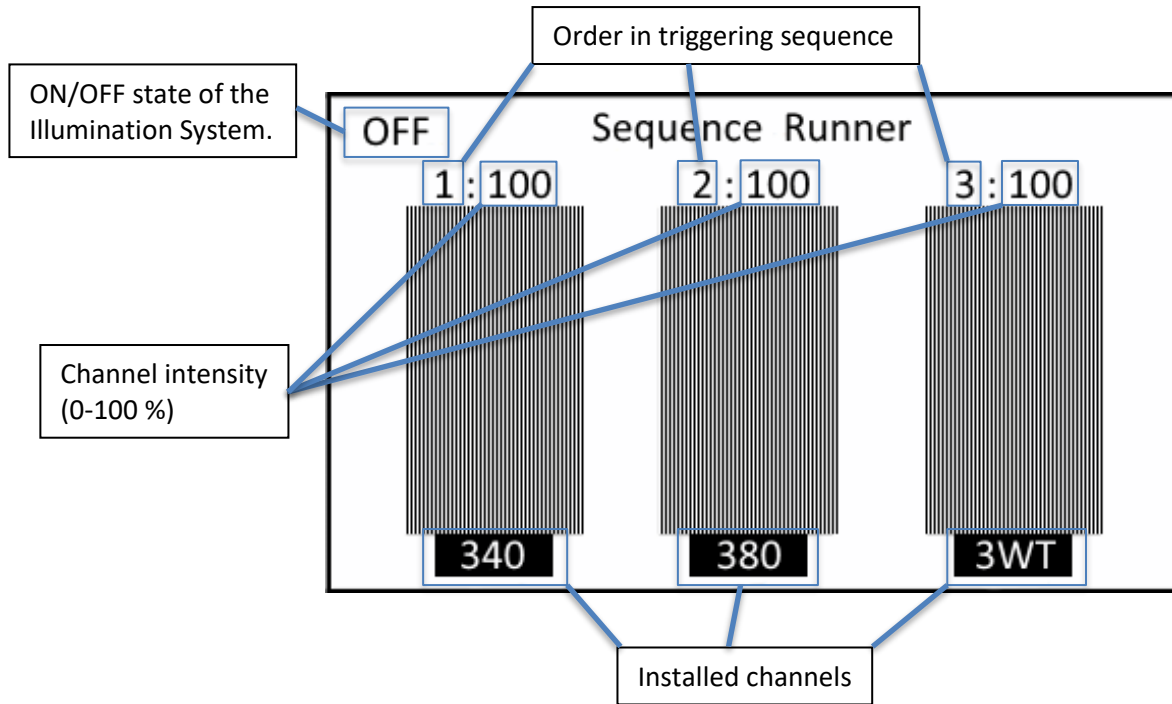 Order in triggering sequence
ON/OFF state of the
Illumination System.
OFF
Sequence Runner
1 : 100
2 : 100
3 : 100
Channel intensity
(0-100 %)
340
380
3WT
Installed channels